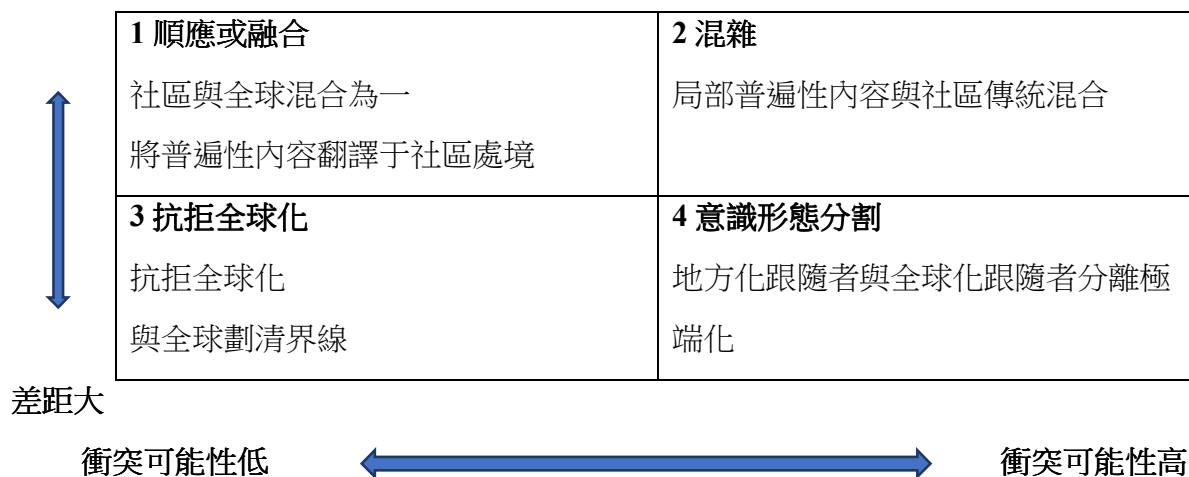 1 順應或融合
社區與全球混合為一
將普遍性內容翻譯于社區處境
2 混雜
局部普遍性內容與社區傳統混合
3 抗拒全球化
抗拒全球化
與全球劃清界線
4 意識形態分割
地方化跟隨者與全球化跟隨者分離極
端化
差距大
衝突可能性低
衝突可能性高